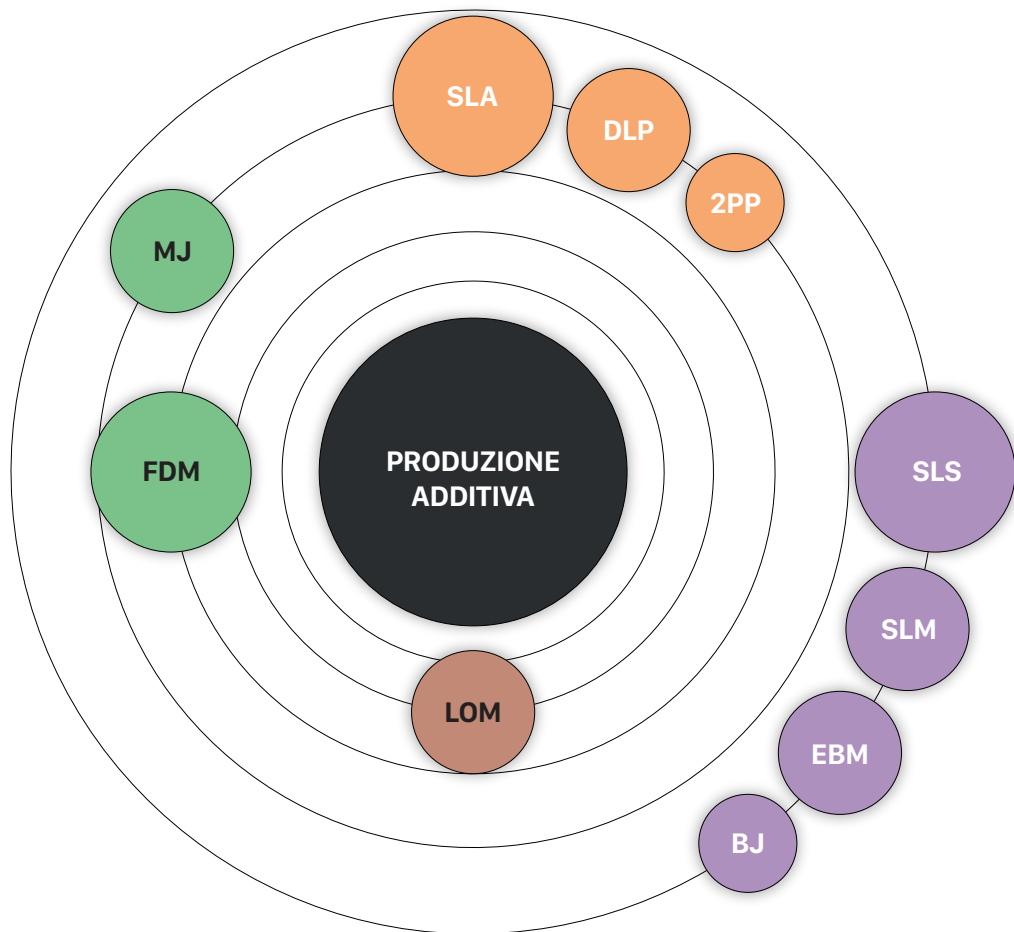 SLA
DLP
2PP
MJ
FDM
PRODUZIONE
ADDITIVA
SLS
SLM
LOM
EBM
BJ